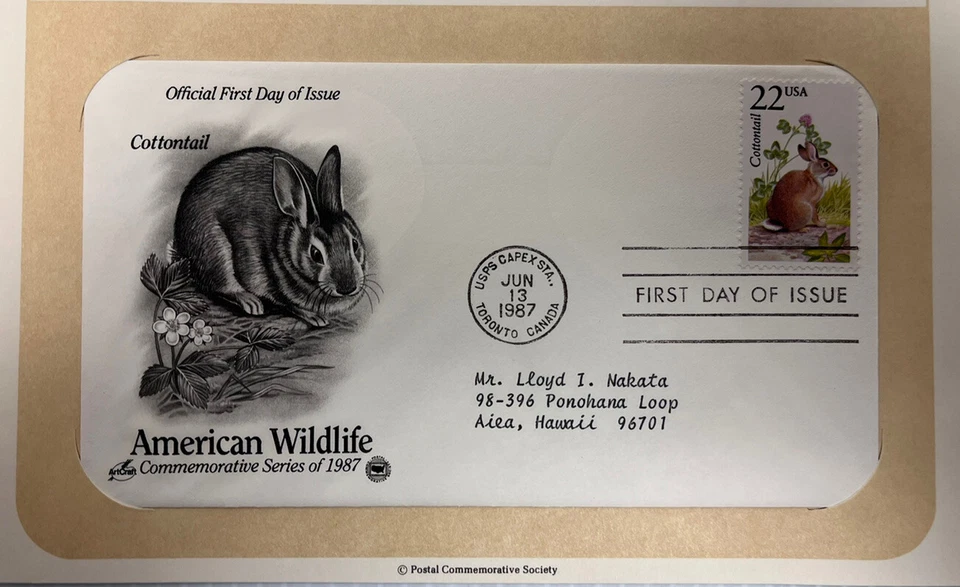 Official First Day of Issue
Cottontail
22 USA
Cottontail
USPS CAPEX STA.,
JUN
13
1987
TORONTO CANADA
FIRST DAY OF ISSUE
Mr. Lloyd I. Nakata
98-396 Ponohana Loop
Aiea, Hawaii 96701
American Wildlife
ArtCraft
Commemorative Series of 1987
© Postal Commemorative Society